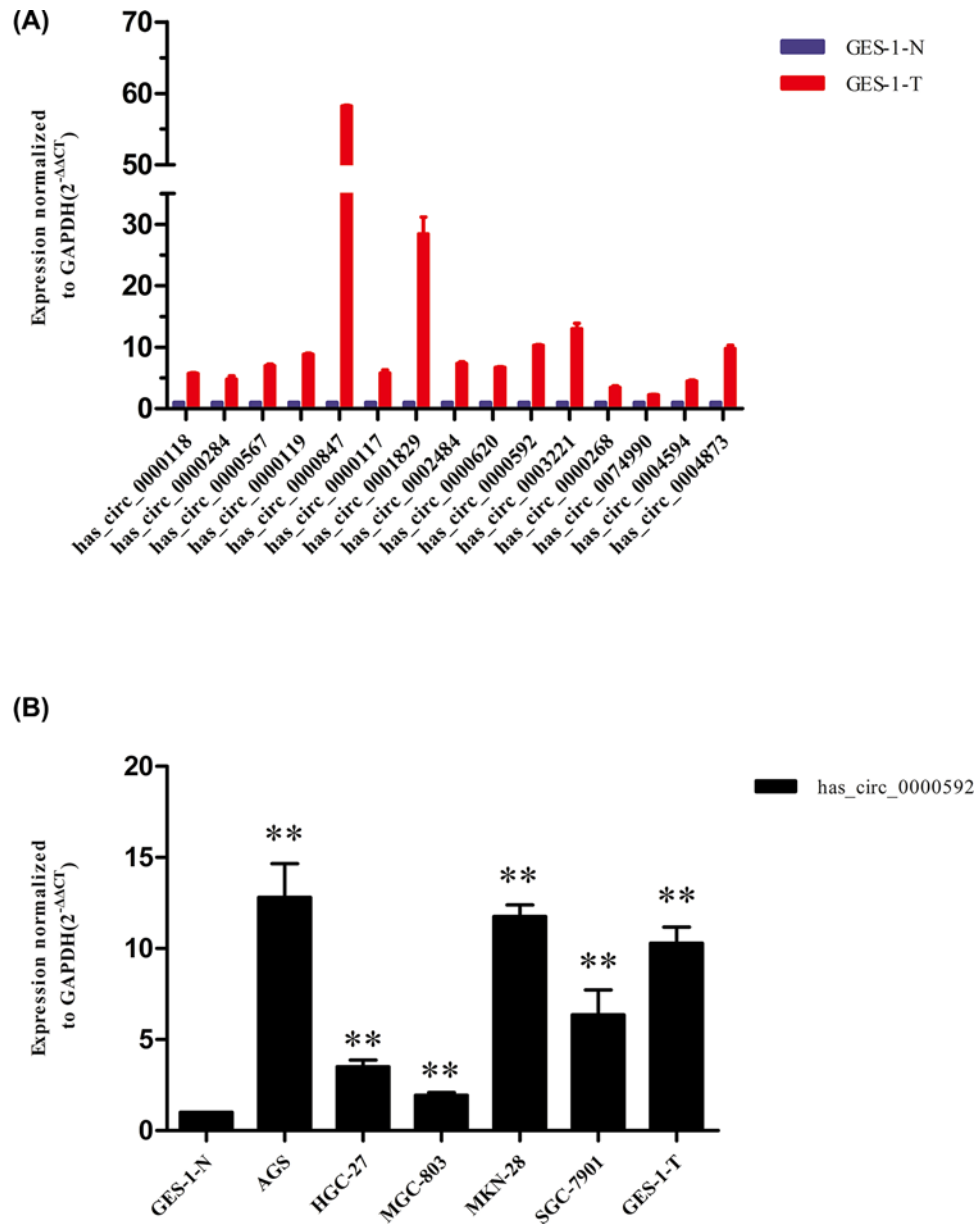 (A)
70
60
50
30
20
10
0
Expression normalized
to GAPDH(2-ΔΔCT)
GES-1-N
GES-1-T
has_circ_0000118
has_circ_0000284
has_circ_0000567
has_circ_0000119
has_circ_0000847
has_circ_0000117
has_circ_0001829
has_circ_0002484
has_circ_0000620
has_circ_0000592
has_circ_0003221
has_circ_0000268
has_circ_0074990
has_circ_0004594
has_circ_0004873
(B)
20
15
10
5
0
Expression normalized
to GAPDH(2-ΔΔCT)
has_circ_0000592
**
**
**
**
**
**
GES-1-N
AGS
HGC-27
MGC-803
MKN-28
SGC-7901
GES-1-T